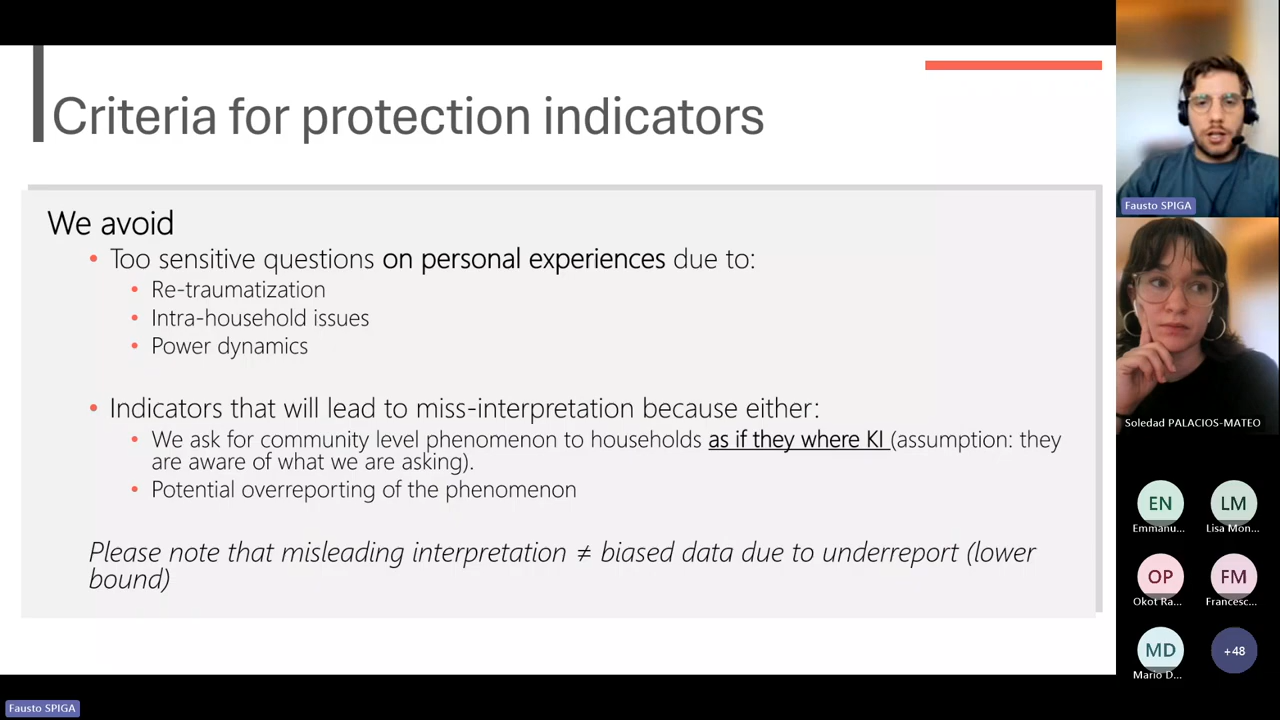 Criteria for protection indicators
We avoid
• Too sensitive questions on personal experiences due to:
• Re-traumatization
• Intra-household issues
• Power dynamics
• Indicators that will lead to miss-interpretation because either:
• We ask for community level phenomenon to households as if they where KI (assumption: they
are aware of what we are asking).
• Potential overreporting of the phenomenon
Please note that misleading interpretation ≠ biased data due to underreport (lower
bound)
Fausto SPIGA
Soledad PALACIOS-MATEO
EN
LM
Emmanu...
Lisa Mon...
OP
FM
Okot Ra...
Francesc...
MD
+48
Mario D...
Fausto SPIGA